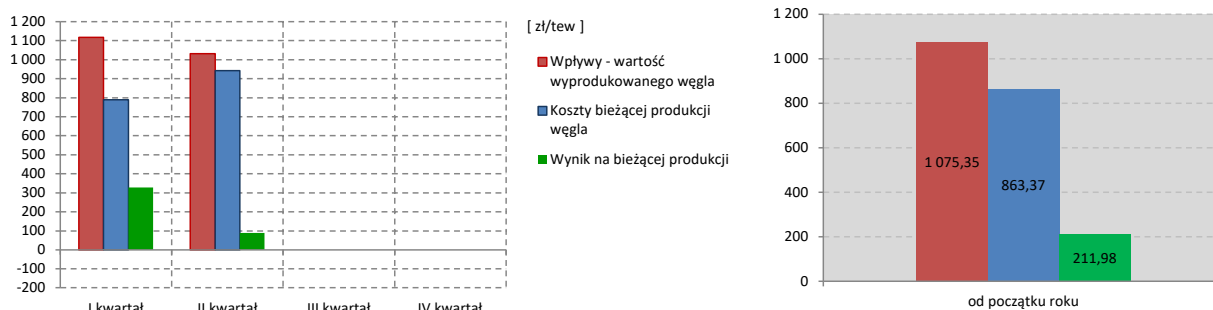 1 200
1 100
1 000
900
800
700
600
500
400
300
200
100
0
-100
-200
I kwartał
II kwartał
III kwartał
IV kwartał
[ zł/tew ]
Wpływy - wartość
wyprodukowanego węgla
Koszty bieżącej produkcji
węgla
Wynik na bieżącej produkcji
1 200
1 000
800
600
400
200
0
1 075,35
863,37
211,98
od początku roku